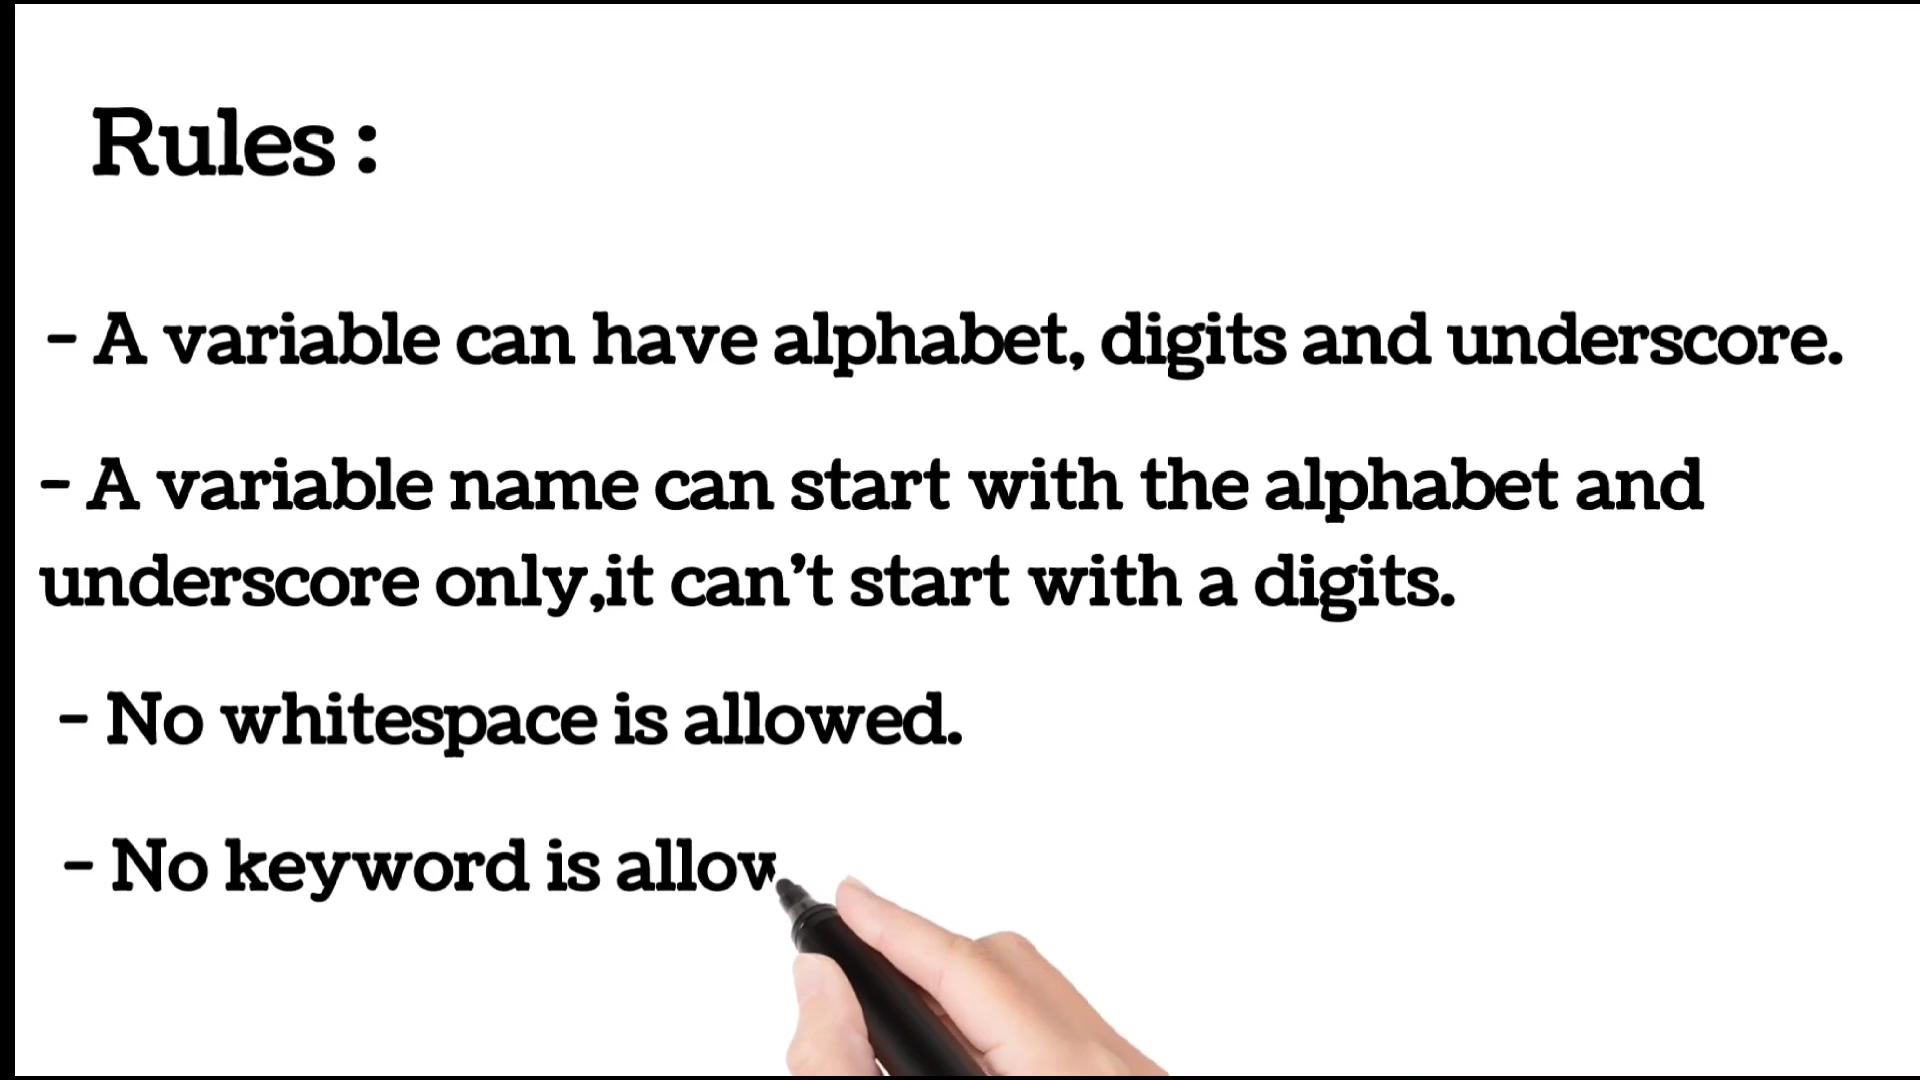 Rules :
- A variable can have alphabet, digits and underscore.
- A variable name can start with the alphabet and
underscore only,it can't start with a digits.
- No whitespace is allowed.
- No keyword is allow